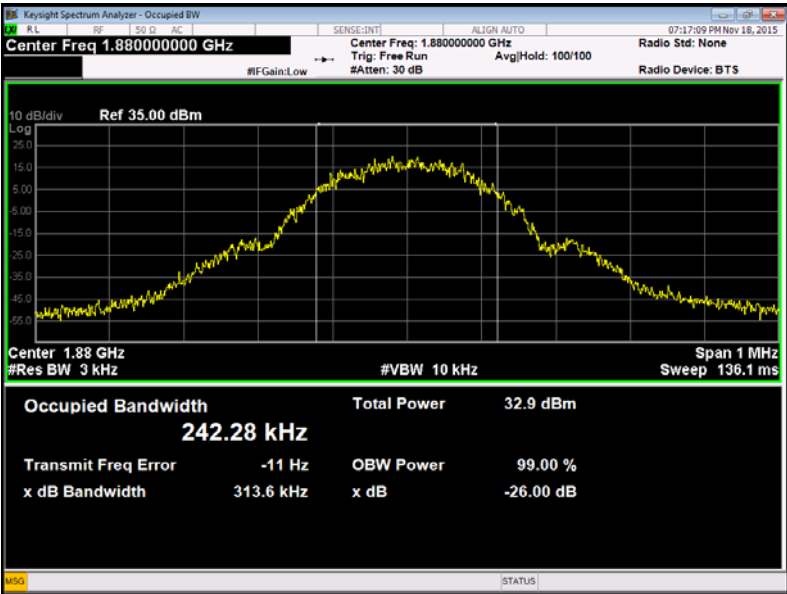 Keysight Spectrum Analyzer - Occupied BW
RL RF 50 Ω AC SENSE:INT ALIGN AUTO 07:17:09 PM Nov 18, 2015
Center Freq 1.880000000 GHz
Center Freq: 1.880000000 GHz
Radio Std: None
Trig: Free Run Avg|Hold: 100/100
#IFGain:Low #Atten: 30 dB Radio Device: BTS
10 dB/div Ref 35.00 dBm
Log
25.0
15.0
5.00
-5.00
-15.0
-25.0
-35.0
-45.0
-55.0
Center 1.88 GHz Span 1 MHz
#Res BW 3 kHz #VBW 10 kHz Sweep 136.1 ms
Occupied Bandwidth Total Power 32.9 dBm
242.28 kHz
Transmit Freq Error -11 Hz OBW Power 99.00 %
x dB Bandwidth 313.6 kHz x dB -26.00 dB
MSG STATUS